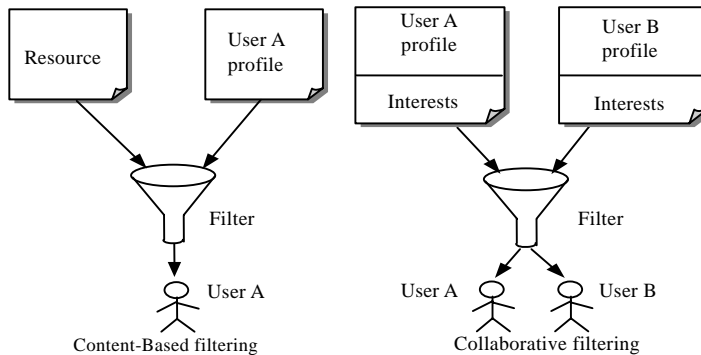 Resource
User A
profile
Filter
User A
Content-Based filtering
User A
profile
Interests
User B
profile
Interests
Filter
User A
User B
Collaborative filtering